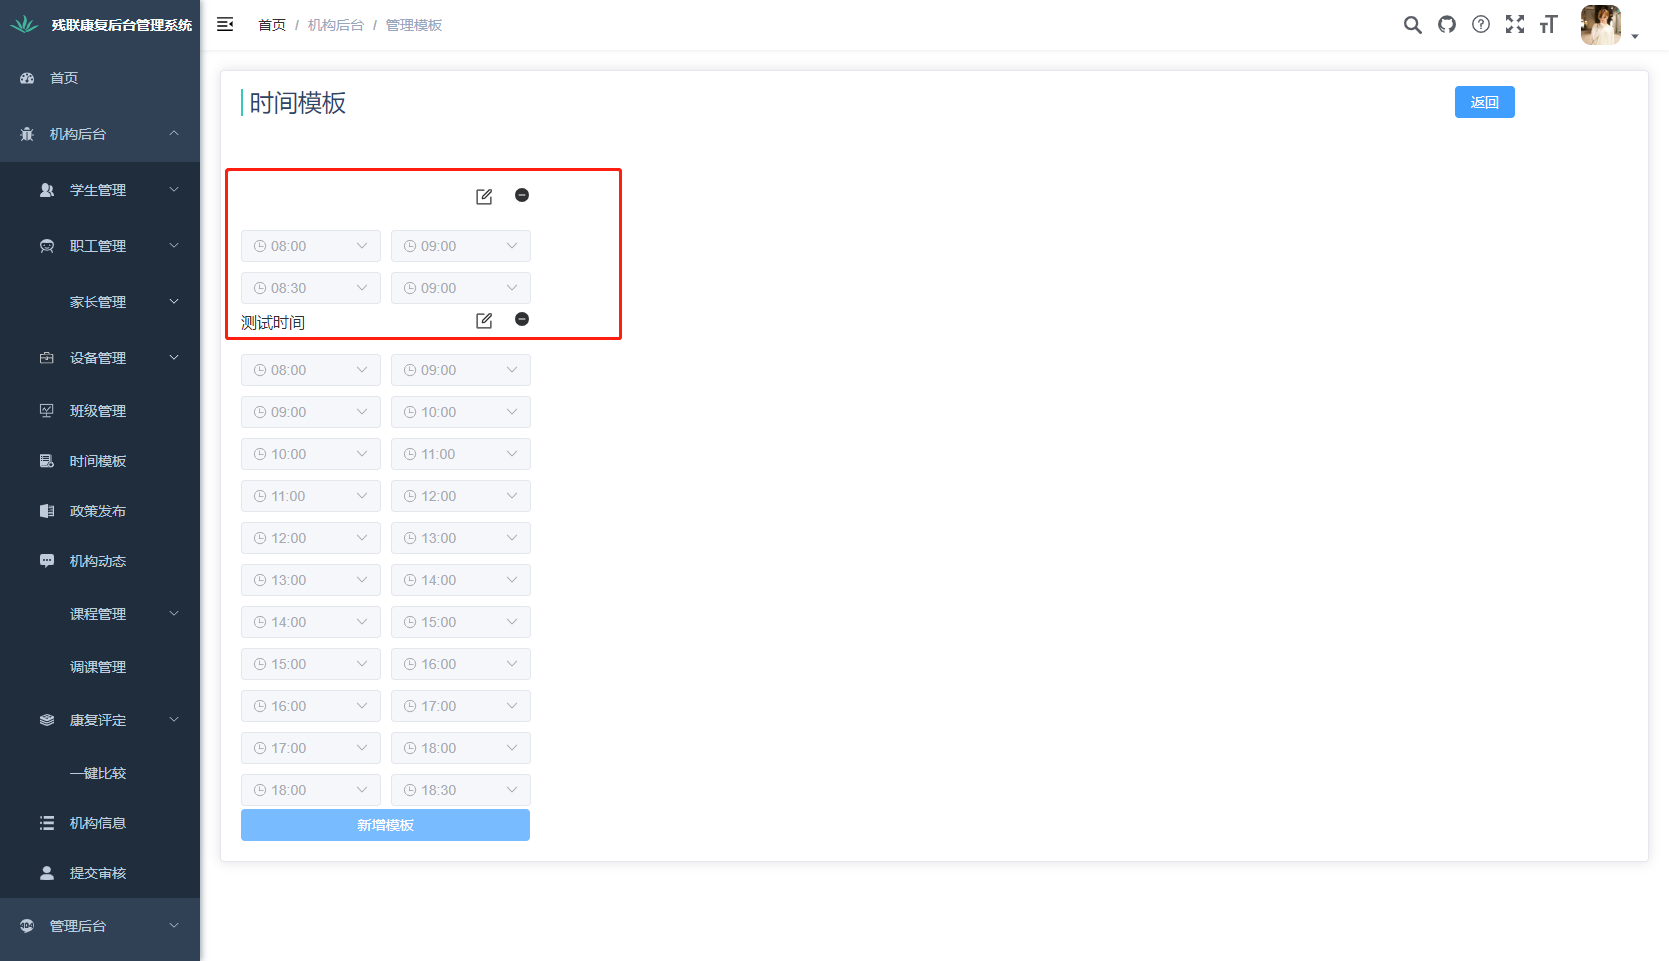 残联康复后台管理系统
首页 / 机构后台 / 管理模板
首页
机构后台
学生管理
职工管理
家长管理
设备管理
班级管理
时间模板
政策发布
机构动态
课程管理
调课管理
康复评定
一键比较
机构信息
提交审核
管理后台
时间模板
返回
08:00 09:00
08:30 09:00
测试时间
08:00 09:00
09:00 10:00
10:00 11:00
11:00 12:00
12:00 13:00
13:00 14:00
14:00 15:00
15:00 16:00
16:00 17:00
17:00 18:00
18:00 18:30
新增模板